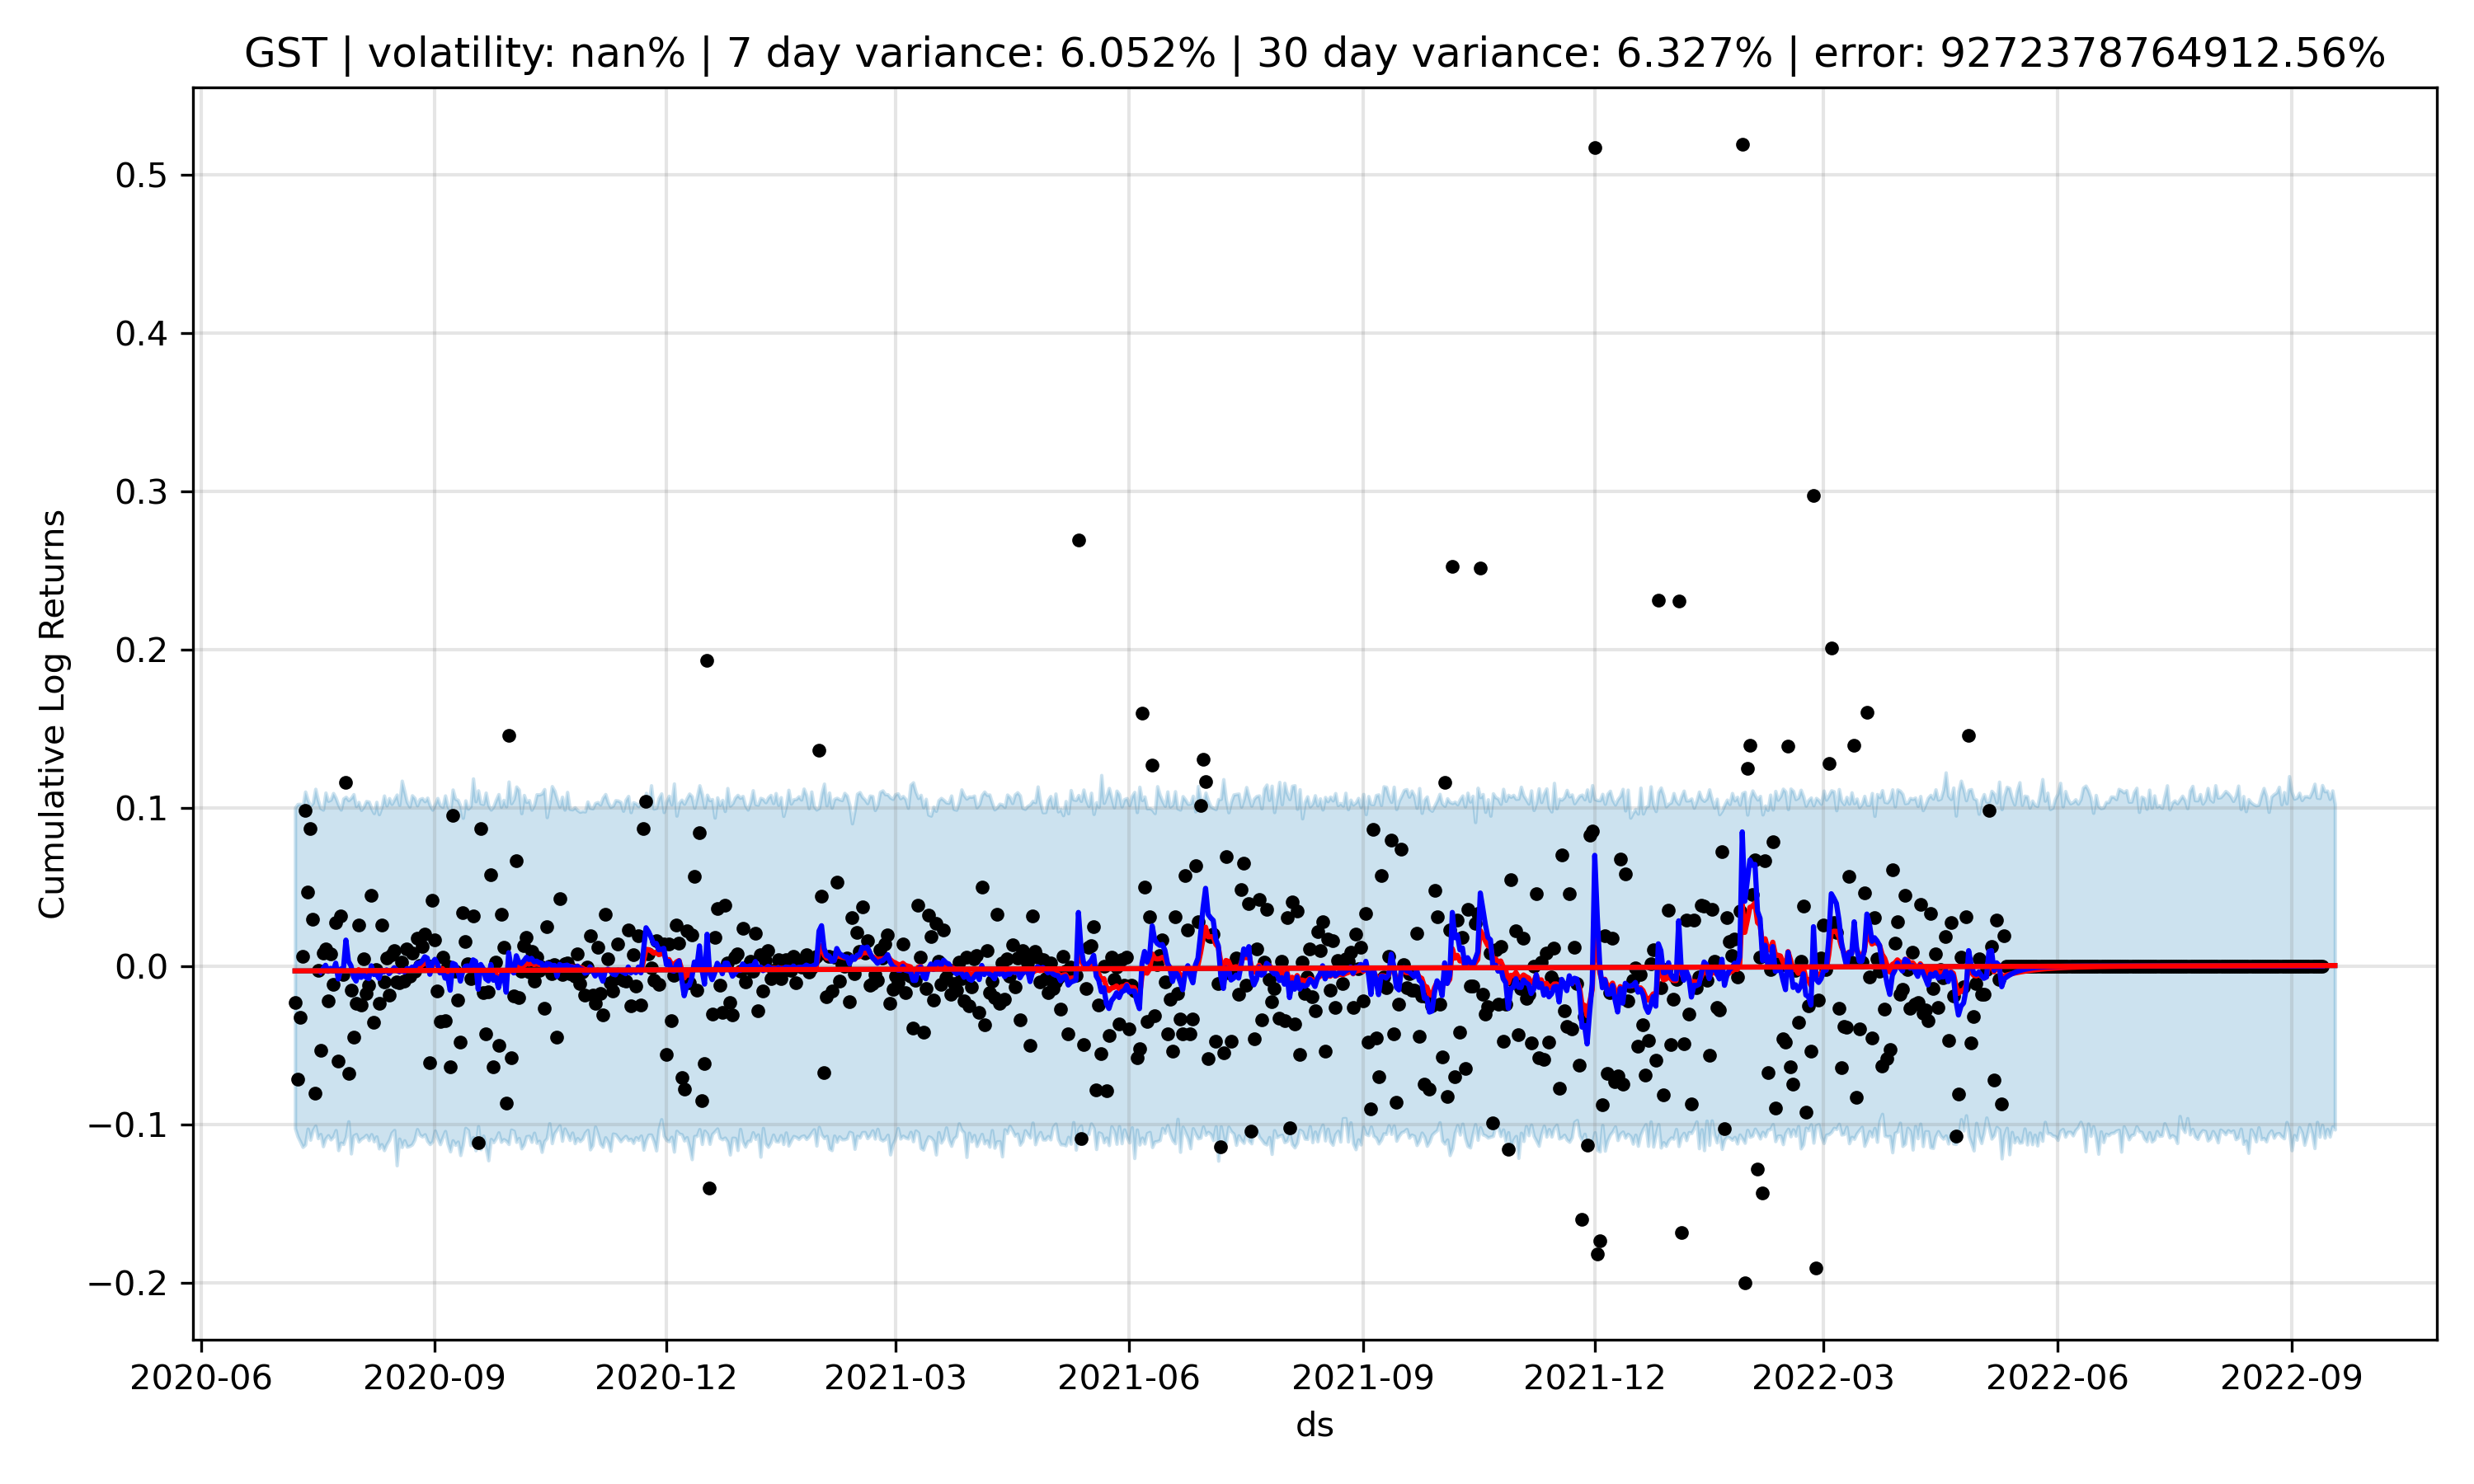 GST | volatility: nan% | 7 day variance: 6.052% | 30 day variance: 6.327% | error: 9272378764912.56%
Cumulative Log Returns
0.5
0.4
0.3
0.2
0.1
0.0
−0.1
−0.2
2020-06 2020-09 2020-12 2021-03 2021-06 2021-09 2021-12 2022-03 2022-06 2022-09
ds